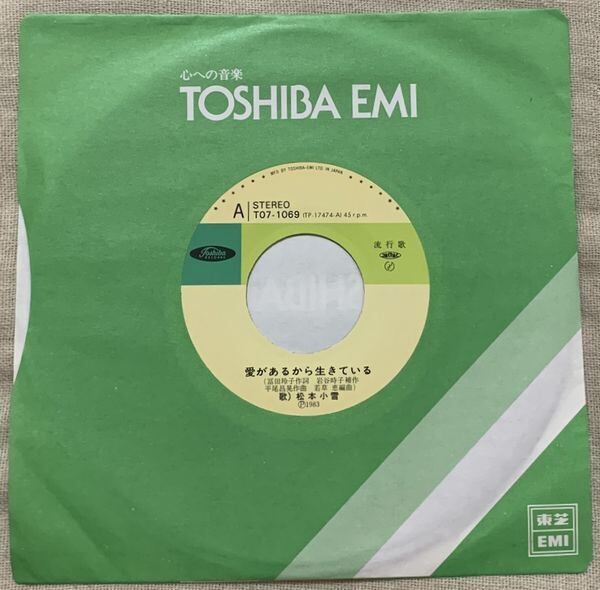 心への音楽
TOSHIBA EMI
MFD BY TOSHIBA-EMI LTD. IN JAPAN
A STEREO
T07-1069 (TP-17474-A) 45 r.p.m.
Toshiba
RECORDS
流行歌
愛があるから生きている
(冨田玲子作詞 岩谷時子補作
平尾昌晃作曲 若草 恵編曲)
歌) 松本小雪
Ⓟ1983
東芝
EMI